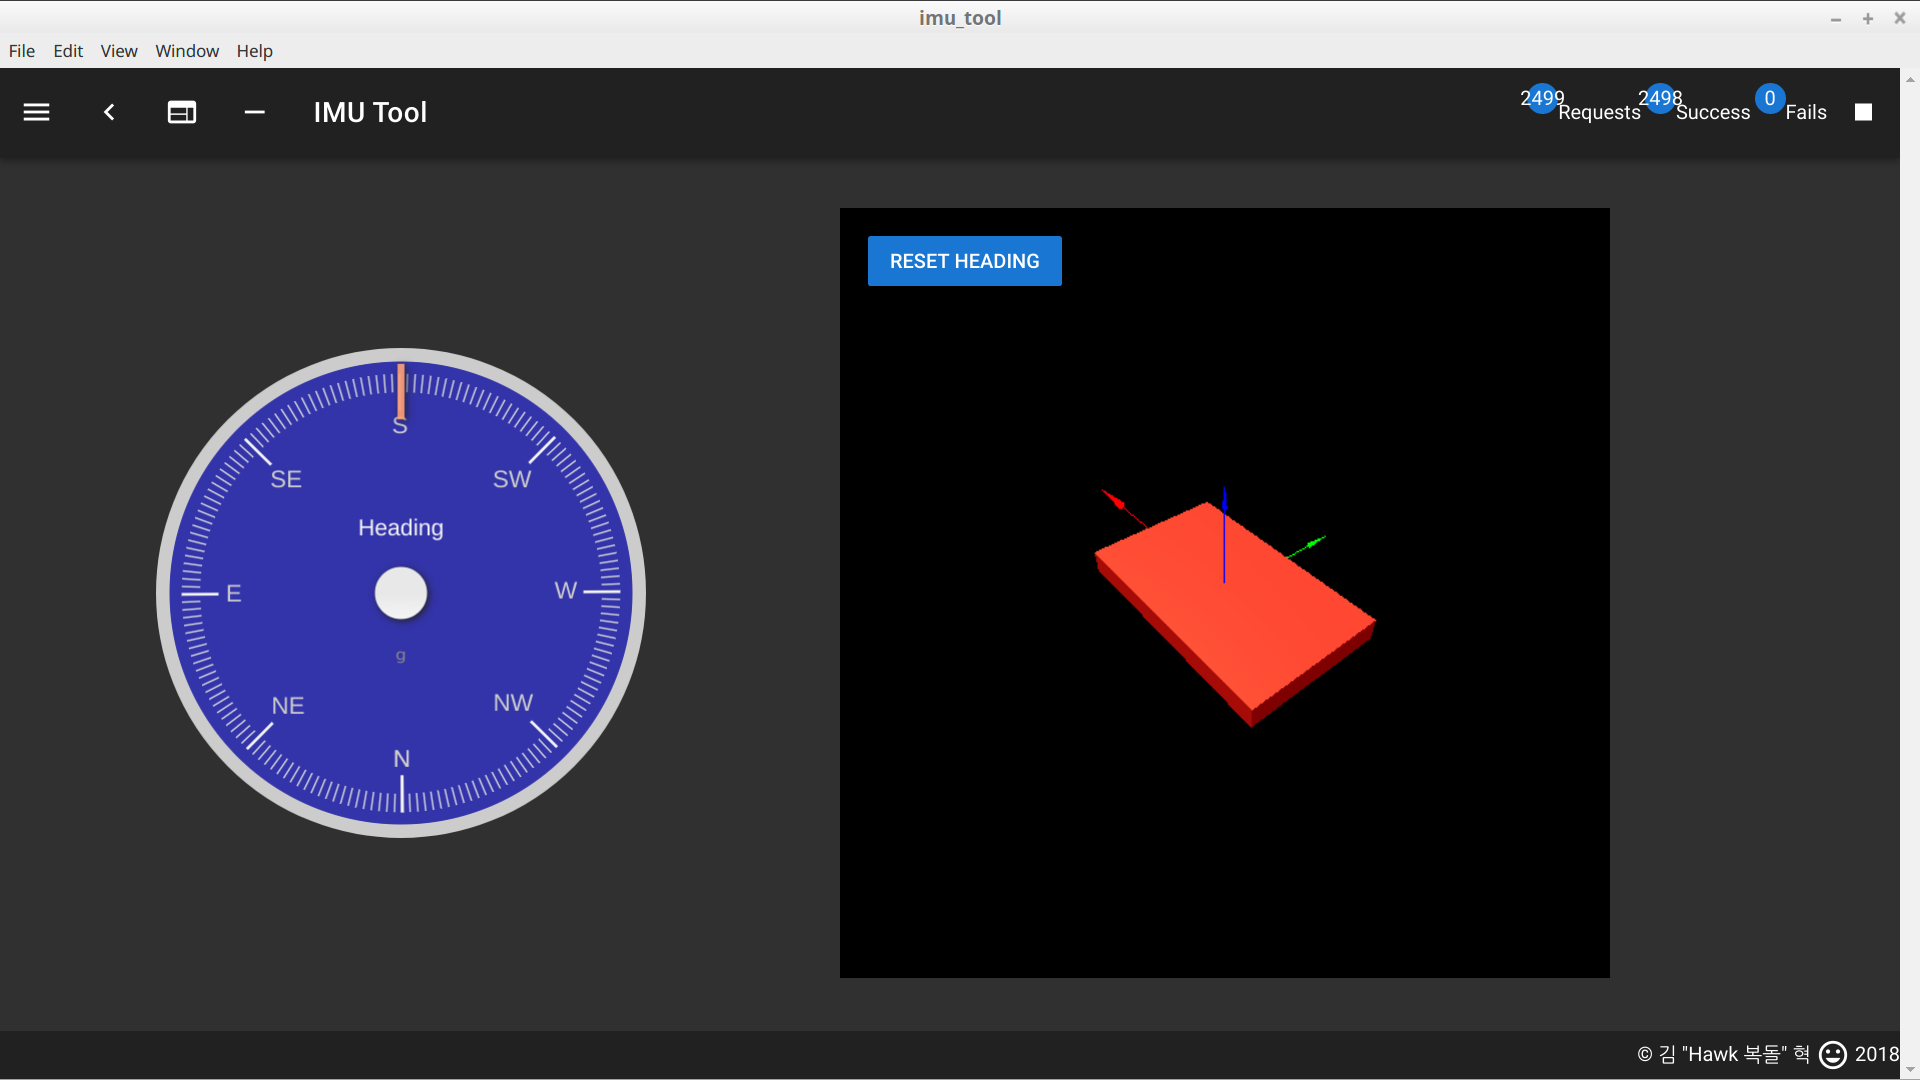 imu_tool
File Edit View Window Help
IMU Tool
2499 Requests 2498 Success 0 Fails
RESET HEADING
S
SE SW
Heading
E W
g
NE NW
N
© 김 "Hawk 복돌" 혁 2018